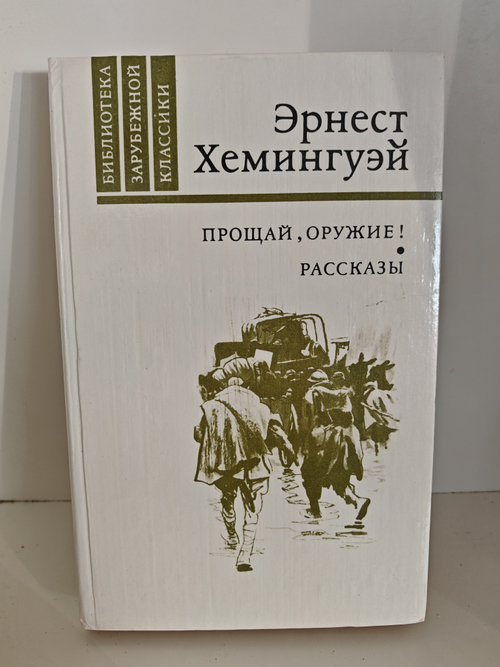 БИБЛИОТЕКА
ЗАРУБЕЖНОЙ
КЛАССИКИ
Эрнест
Хемингуэй
ПРОЩАЙ, ОРУЖИЕ!
•
РАССКАЗЫ